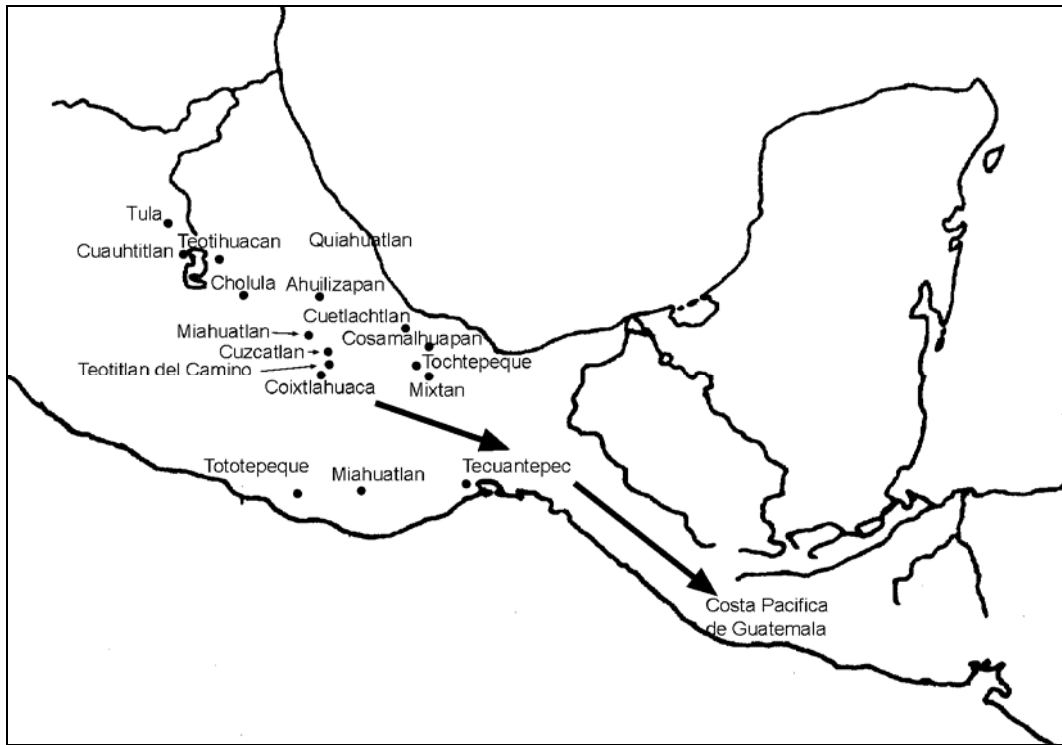 Tula
Teotihuacan
Quiahuatlan
Cuauhtitlan
Cholula
Ahuilizapan
Cuetlachtlan
Miahuatlan
Cosamalhuapan
Cuzcatlan
Teotitlan del Camino
Tochtepeque
Coixtlahuaca
Mixtan
Tototepeque
Miahuatlan
Tecuantepec
Costa Pacifica
de Guatemala